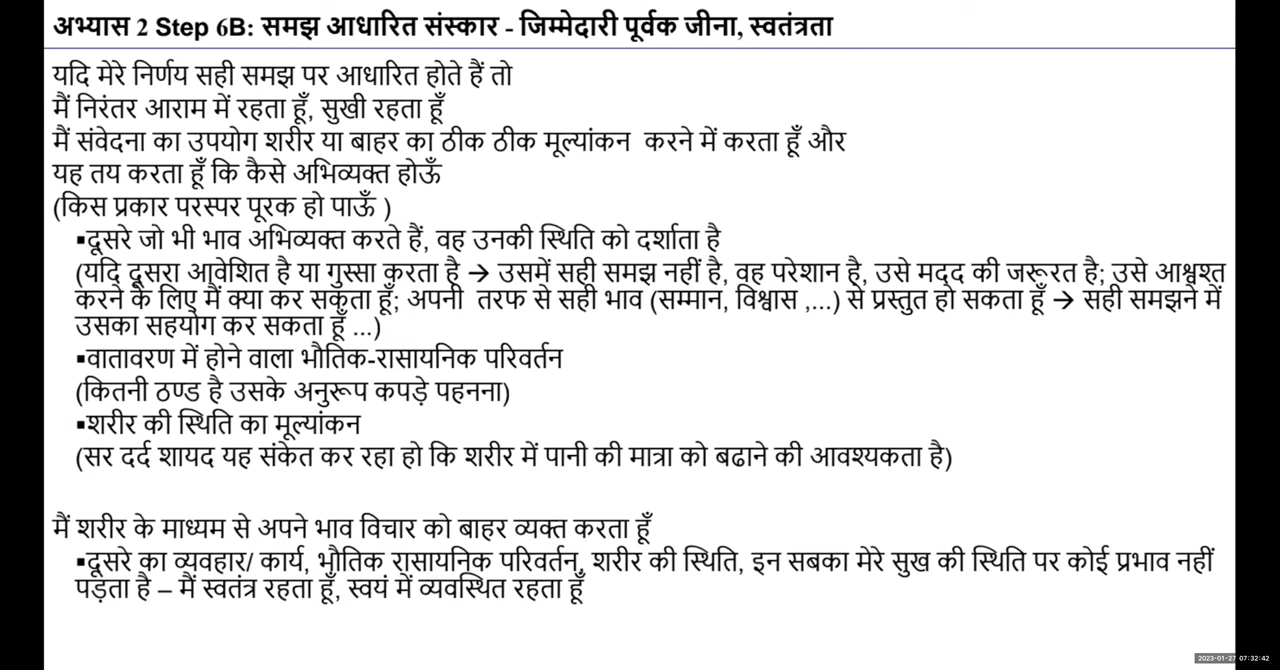 अभ्यास 2 Step 6B: समझ आधारित संस्कार - जिम्मेदारी पूर्वक जीना, स्वतंत्रता
यदि मेरे निर्णय सही समझ पर आधारित होते हैं तो
मैं निरंतर आराम में रहता हूँ, सुखी रहता हूँ
मैं संवेदना का उपयोग शरीर या बाहर का ठीक ठीक मूल्यांकन करने में करता हूँ और
यह तय करता हूँ कि कैसे अभिव्यक्त होऊँ
(किस प्रकार परस्पर पूरक हो पाऊँ )
▪दूसरे जो भी भाव अभिव्यक्त करते हैं, वह उनकी स्थिति को दर्शाता है
(यदि दूसरा आवेशित है या गुस्सा करता है → उसमें सही समझ नहीं है, वह परेशान है, उसे मदद की जरूरत है; उसे आश्वश्त
करने के लिए मैं क्या कर सकता हूँ; अपनी तरफ से सही भाव (सम्मान, विश्वास ,...) से प्रस्तुत हो सकता हूँ → सही समझने में
उसका सहयोग कर सकता हूँ ...)
▪वातावरण में होने वाला भौतिक-रासायनिक परिवर्तन
(कितनी ठण्ड है उसके अनुरूप कपड़े पहनना)
▪शरीर की स्थिति का मूल्यांकन
(सर दर्द शायद यह संकेत कर रहा हो कि शरीर में पानी की मात्रा को बढाने की आवश्यकता है)
मैं शरीर के माध्यम से अपने भाव विचार को बाहर व्यक्त करता हूँ
▪दूसरे का व्यवहार/ कार्य, भौतिक रासायनिक परिवर्तन, शरीर की स्थिति, इन सबका मेरे सुख की स्थिति पर कोई प्रभाव नहीं
पड़ता है – मैं स्वतंत्र रहता हूँ, स्वयं में व्यवस्थित रहता हूँ
2023-01-27 07:32:42